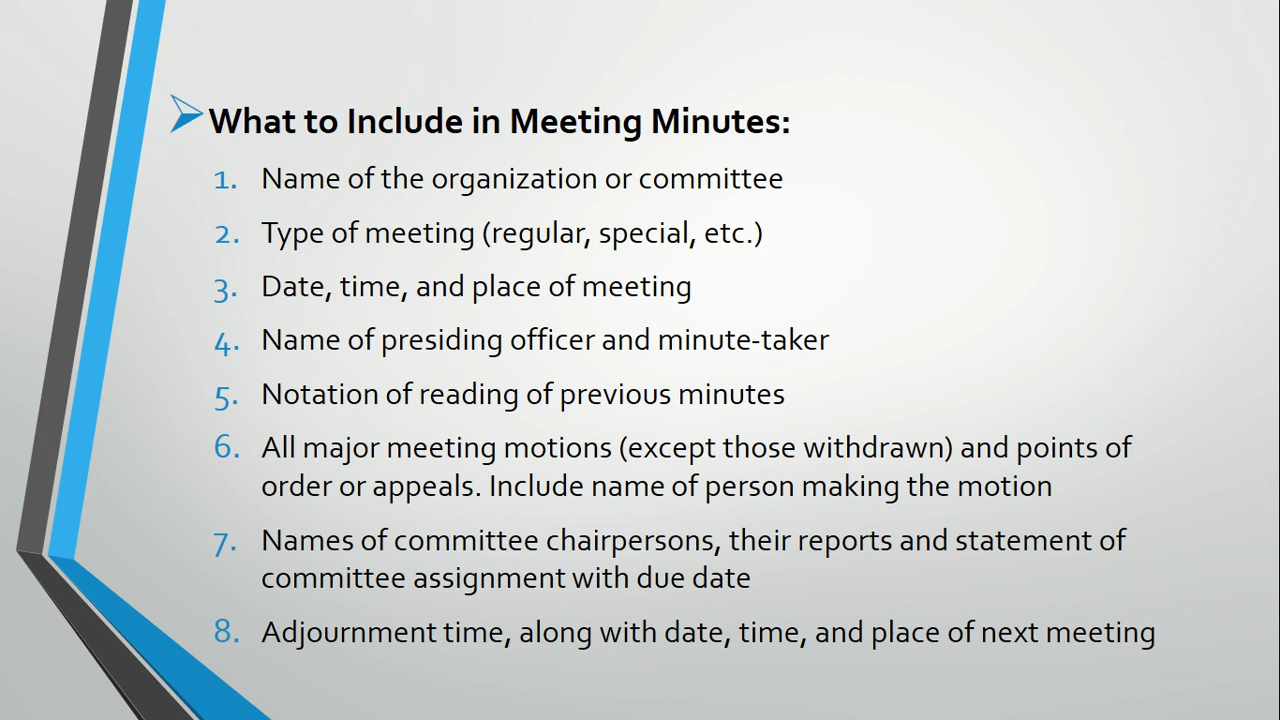 What to Include in Meeting Minutes:
1. Name of the organization or committee
2. Type of meeting (regular, special, etc.)
3. Date, time, and place of meeting
4. Name of presiding officer and minute-taker
5. Notation of reading of previous minutes
6. All major meeting motions (except those withdrawn) and points of
order or appeals. Include name of person making the motion
7. Names of committee chairpersons, their reports and statement of
committee assignment with due date
8. Adjournment time, along with date, time, and place of next meeting